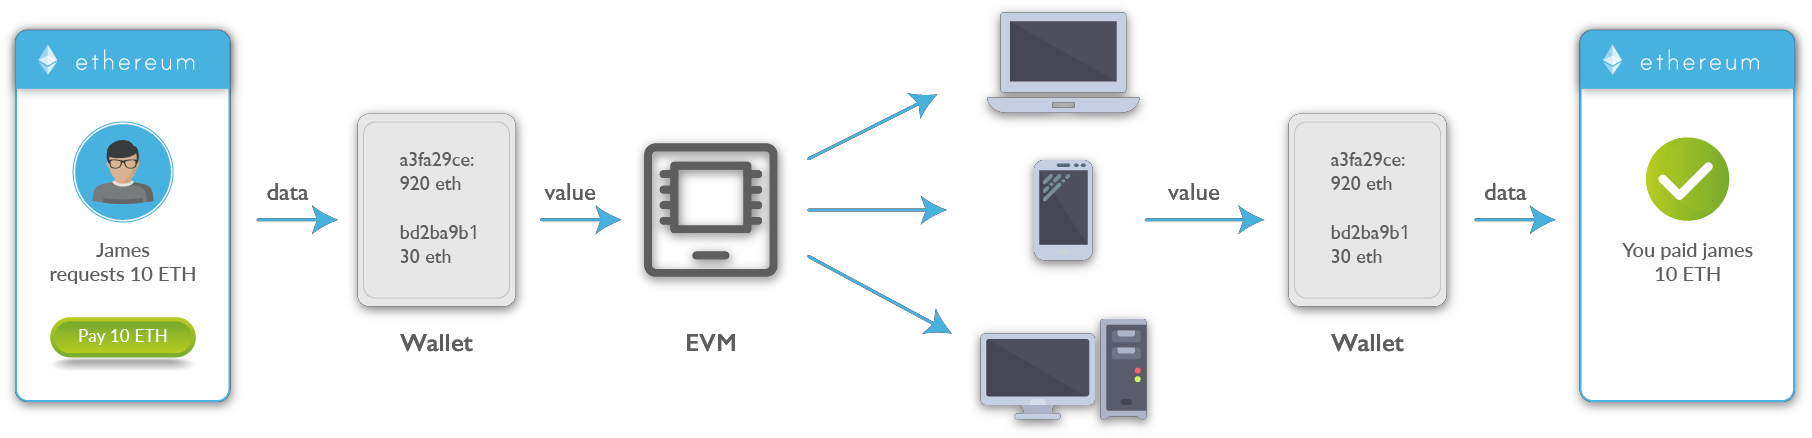 ethereum
James
requests 10 ETH
Pay 10 ETH
data
a3fa29ce:
920 eth
bd2ba9b1
30 eth
Wallet
value
EVM
value
a3fa29ce:
920 eth
bd2ba9b1
30 eth
Wallet
data
ethereum
You paid james
10 ETH